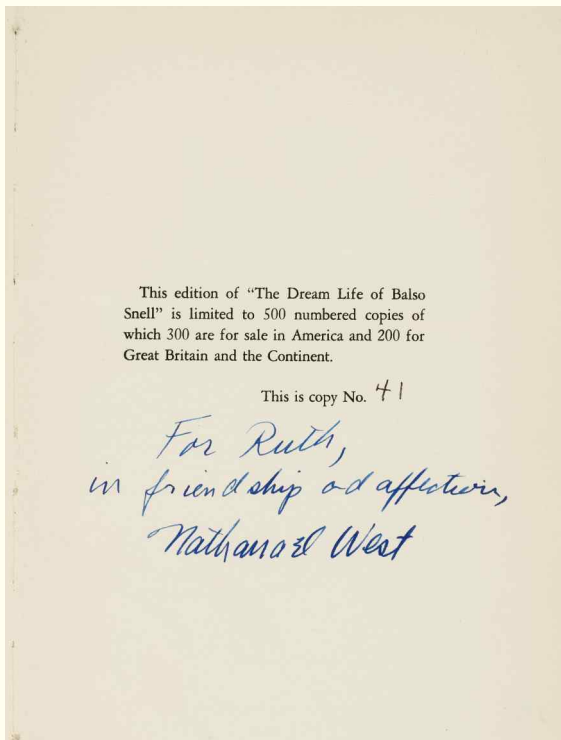 This edition of "The Dream Life of Balso
Snell" is limited to 500 numbered copies of
which 300 are for sale in America and 200 for
Great Britain and the Continent.
This is copy No. 41
For Ruth,
in friendship ad affection,
Nathanael West